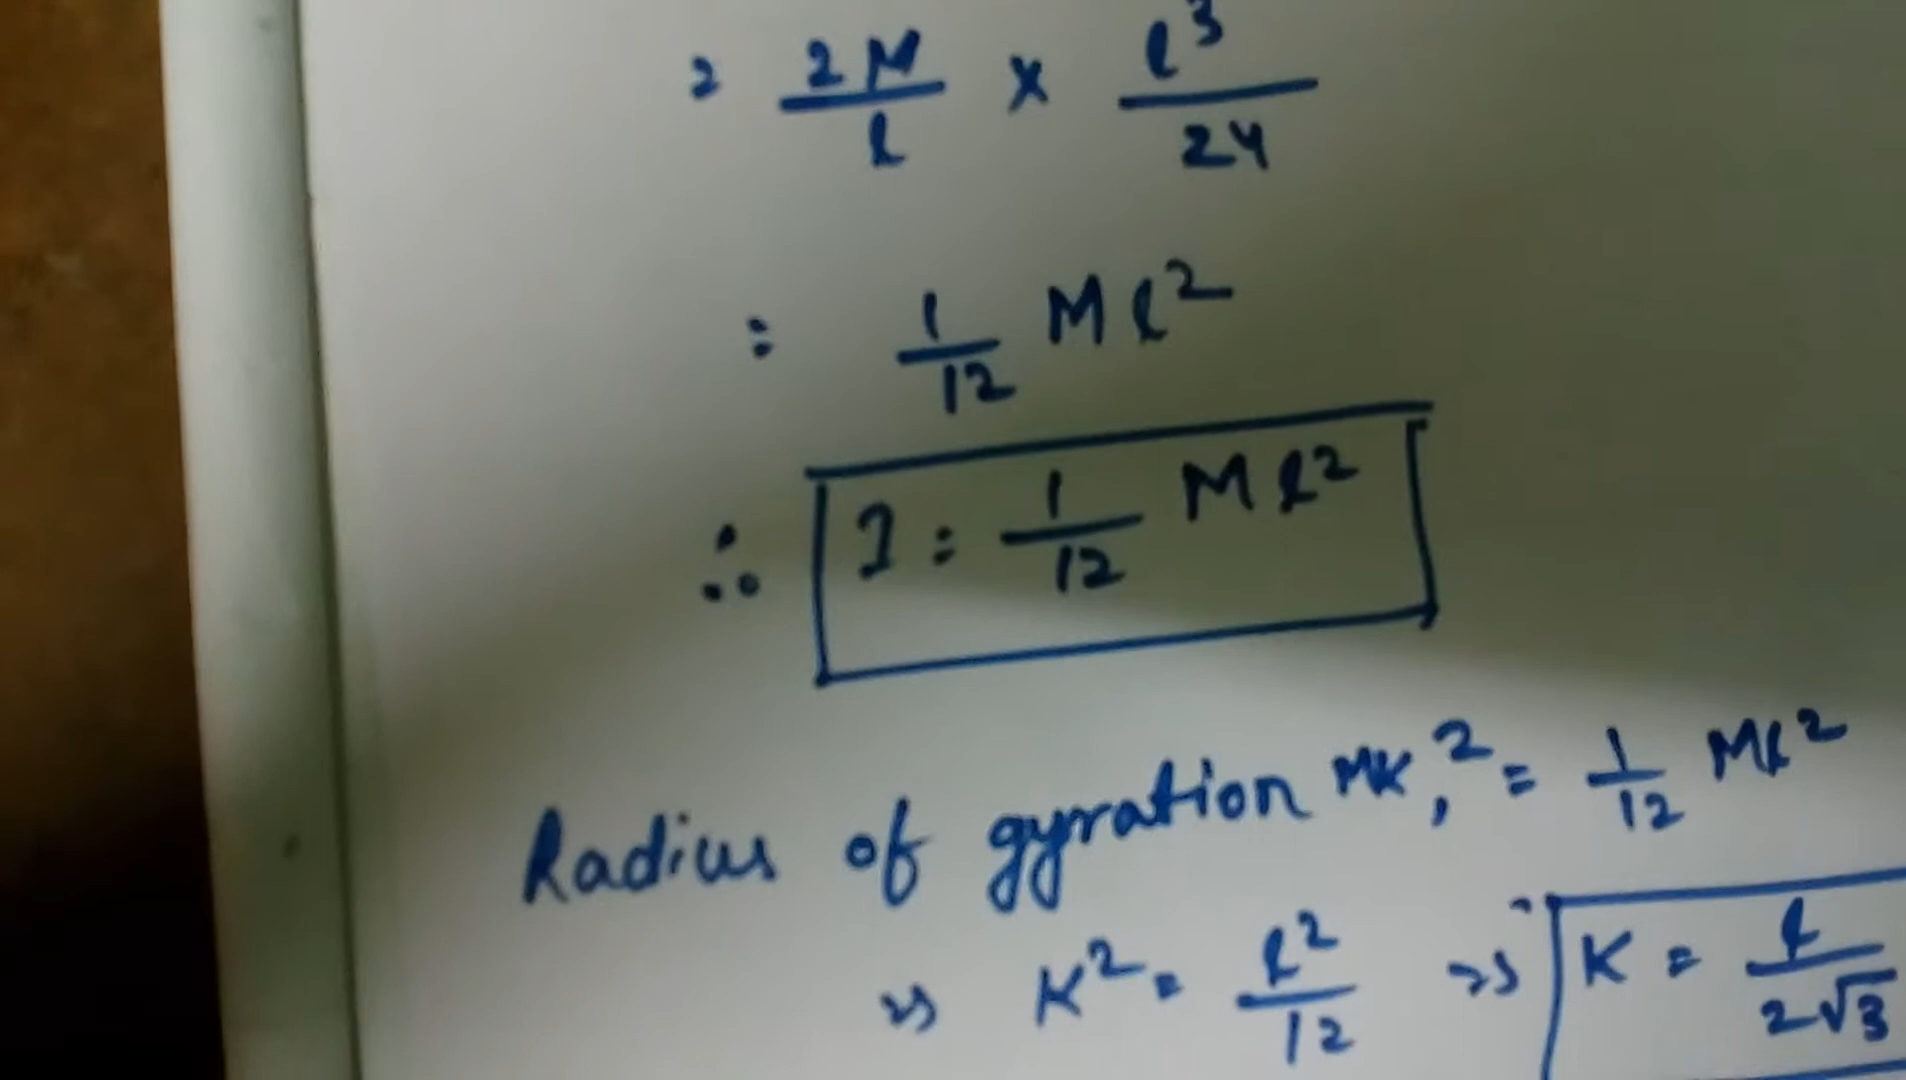 = 2M/l × l³/24
= 1/12 Ml²
∴ I = 1/12 Ml²
Radius of gyration, MK² = 1/12 Ml²
⇒ K² = l²/12 ⇒ K = l/2√3